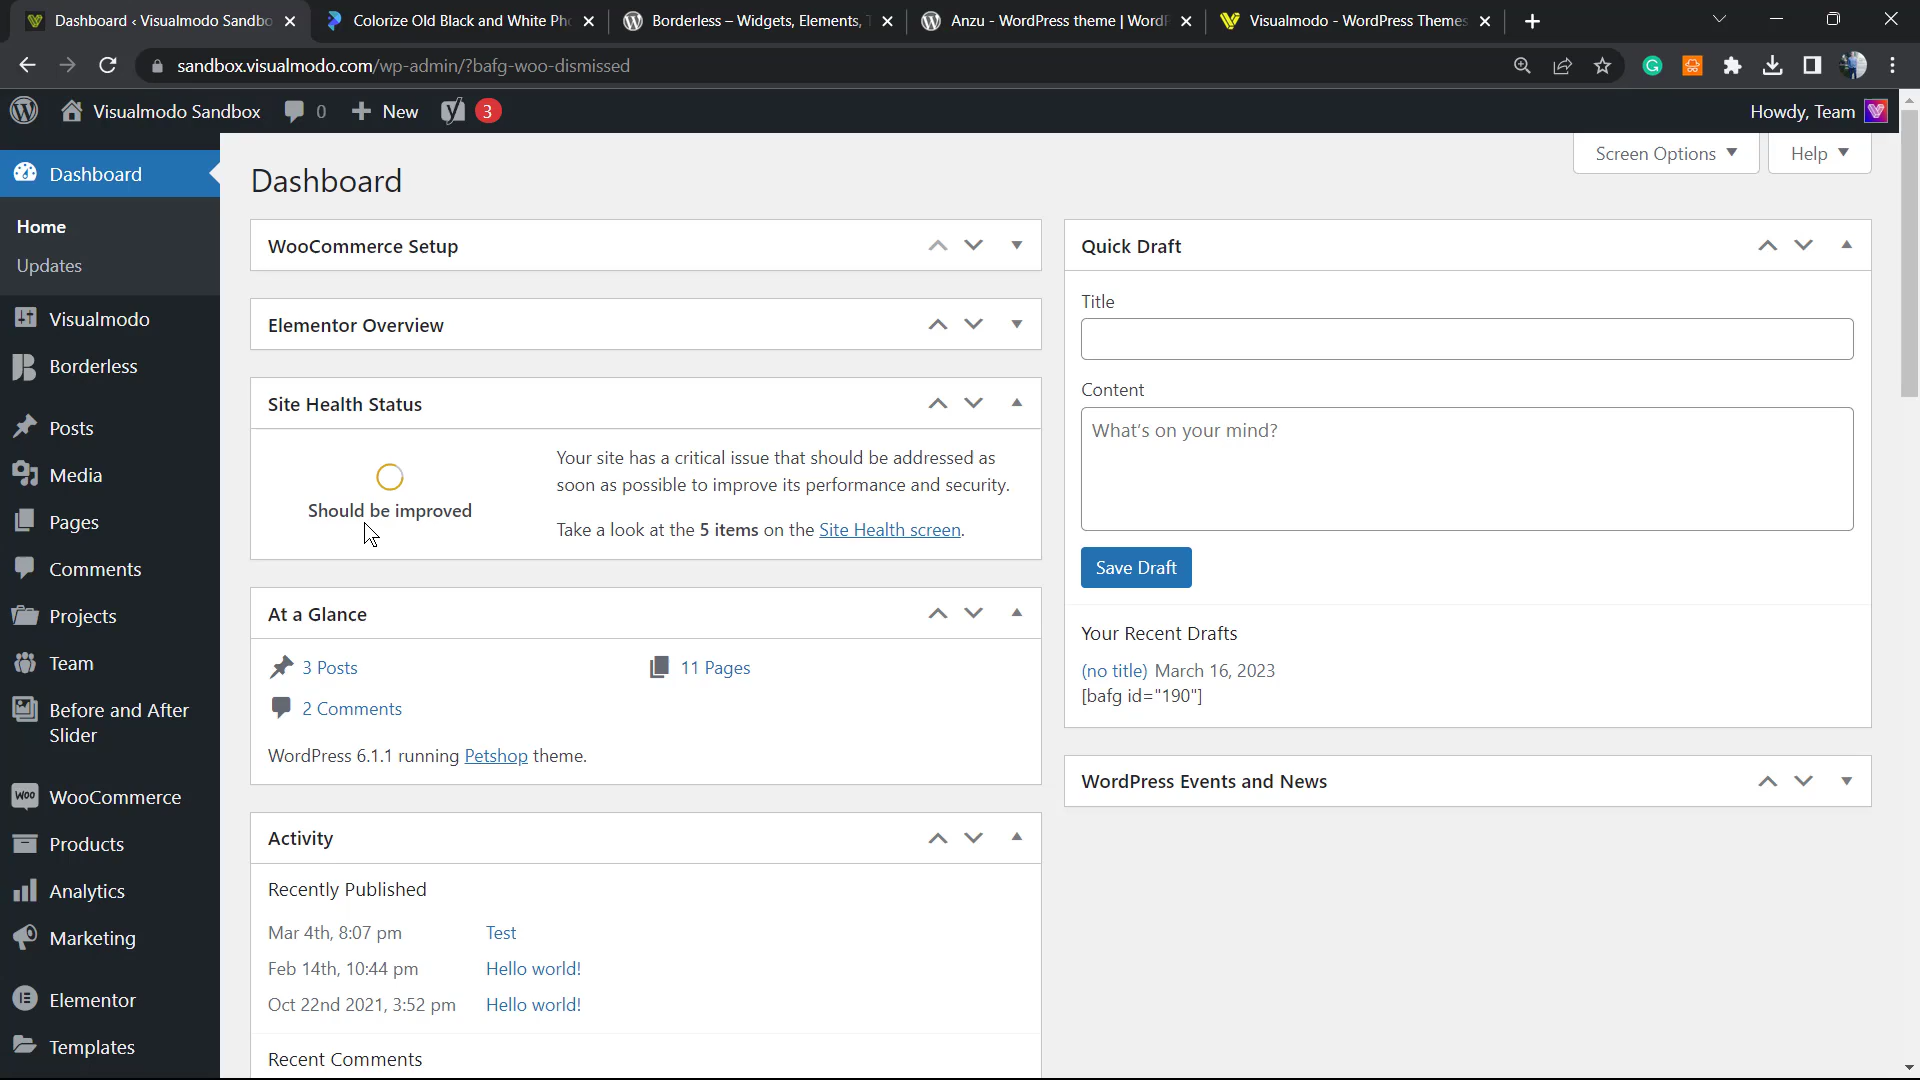 Dashboard ‹ Visualmodo Sandbo
Colorize Old Black and White Pho
Borderless – Widgets, Elements, T
Anzu - WordPress theme | WordP
Visualmodo - WordPress Themes
sandbox.visualmodo.com/wp-admin/?bafg-woo-dismissed
Visualmodo Sandbox
0
New
3
Howdy, Team
Screen Options
Help
Dashboard
Home
Updates
Visualmodo
Borderless
Posts
Media
Pages
Comments
Projects
Team
Before and After
Slider
WooCommerce
Products
Analytics
Marketing
Elementor
Templates
Dashboard
WooCommerce Setup
Elementor Overview
Site Health Status
Should be improved
Your site has a critical issue that should be addressed as
soon as possible to improve its performance and security.
Take a look at the 5 items on the Site Health screen.
At a Glance
3 Posts
11 Pages
2 Comments
WordPress 6.1.1 running Petshop theme.
Activity
Recently Published
Mar 4th, 8:07 pm Test
Feb 14th, 10:44 pm Hello world!
Oct 22nd 2021, 3:52 pm Hello world!
Recent Comments
Quick Draft
Title
Content
What's on your mind?
Save Draft
Your Recent Drafts
(no title) March 16, 2023
[bafg id="190"]
WordPress Events and News